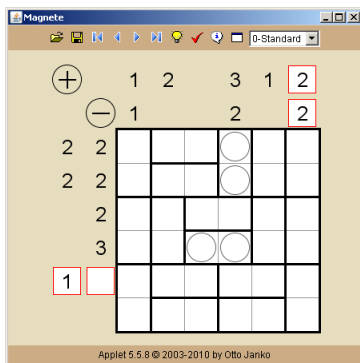 Magnete
0-Standard
+ 1 2 3 1 2
− 1 2 2
2 2
2 2
2
3
1
Applet 5.5.8 © 2003-2010 by Otto Janko